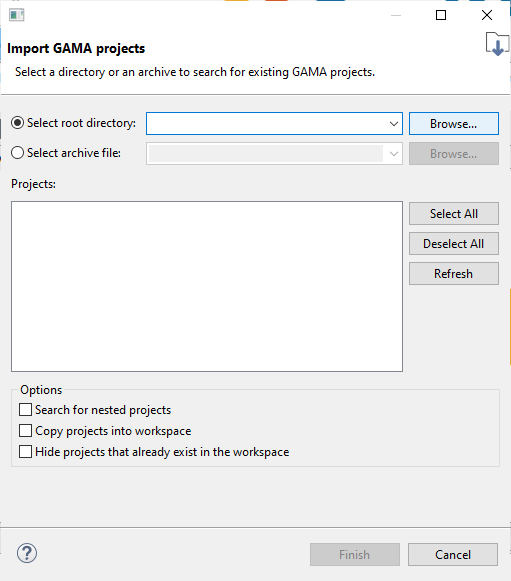 Import GAMA projects
Select a directory or an archive to search for existing GAMA projects.
Select root directory:
Browse...
Select archive file:
Browse...
Projects:
Select All
Deselect All
Refresh
Options
Search for nested projects
Copy projects into workspace
Hide projects that already exist in the workspace
?
Finish
Cancel